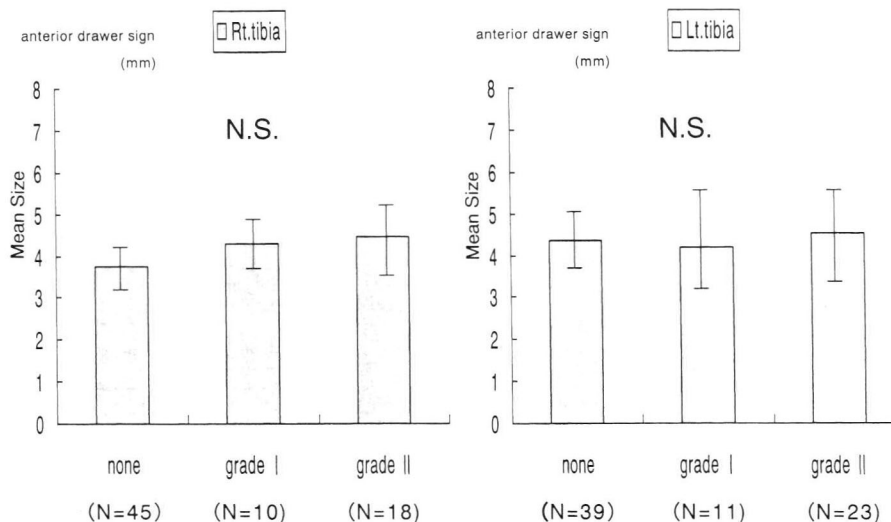 anterior drawer sign
Rt.tibia
(mm)
8
7
6
5
4
3
2
1
0
Mean Size
N.S.
none
grade I
grade II
(N=45)
(N=10)
(N=18)
anterior drawer sign
Lt.tibia
(mm)
8
7
6
5
4
3
2
1
0
Mean Size
N.S.
none
grade I
grade II
(N=39)
(N=11)
(N=23)